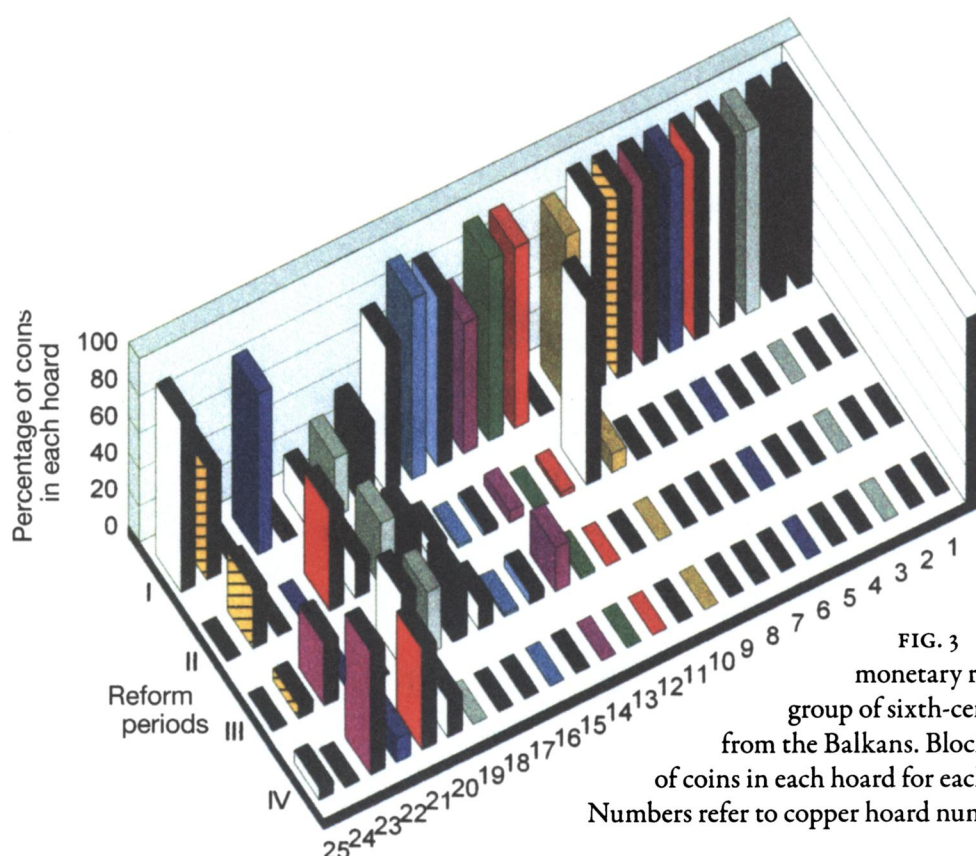 Percentage of coins
in each hoard
100
80
60
40
20
0
I
II
III
IV
Reform
periods
25 24 23 22 21 20 19 18 17 16 15 14 13 12 11 10 9 8 7 6 5 4 3 2 1
FIG. 3
monetary r
group of sixth-cen
from the Balkans. Bloc
of coins in each hoard for each
Numbers refer to copper hoard num